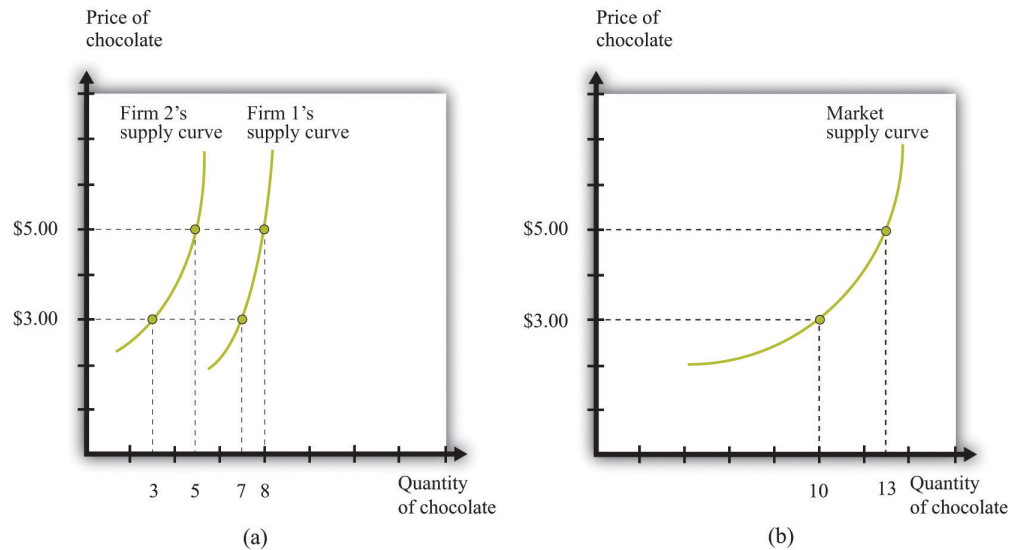 Price of
chocolate
Firm 2's
supply curve
Firm 1's
supply curve
$5.00
$3.00
3
5
7
8
Quantity
of chocolate
(a)
Price of
chocolate
Market
supply curve
$5.00
$3.00
10
13
Quantity
of chocolate
(b)